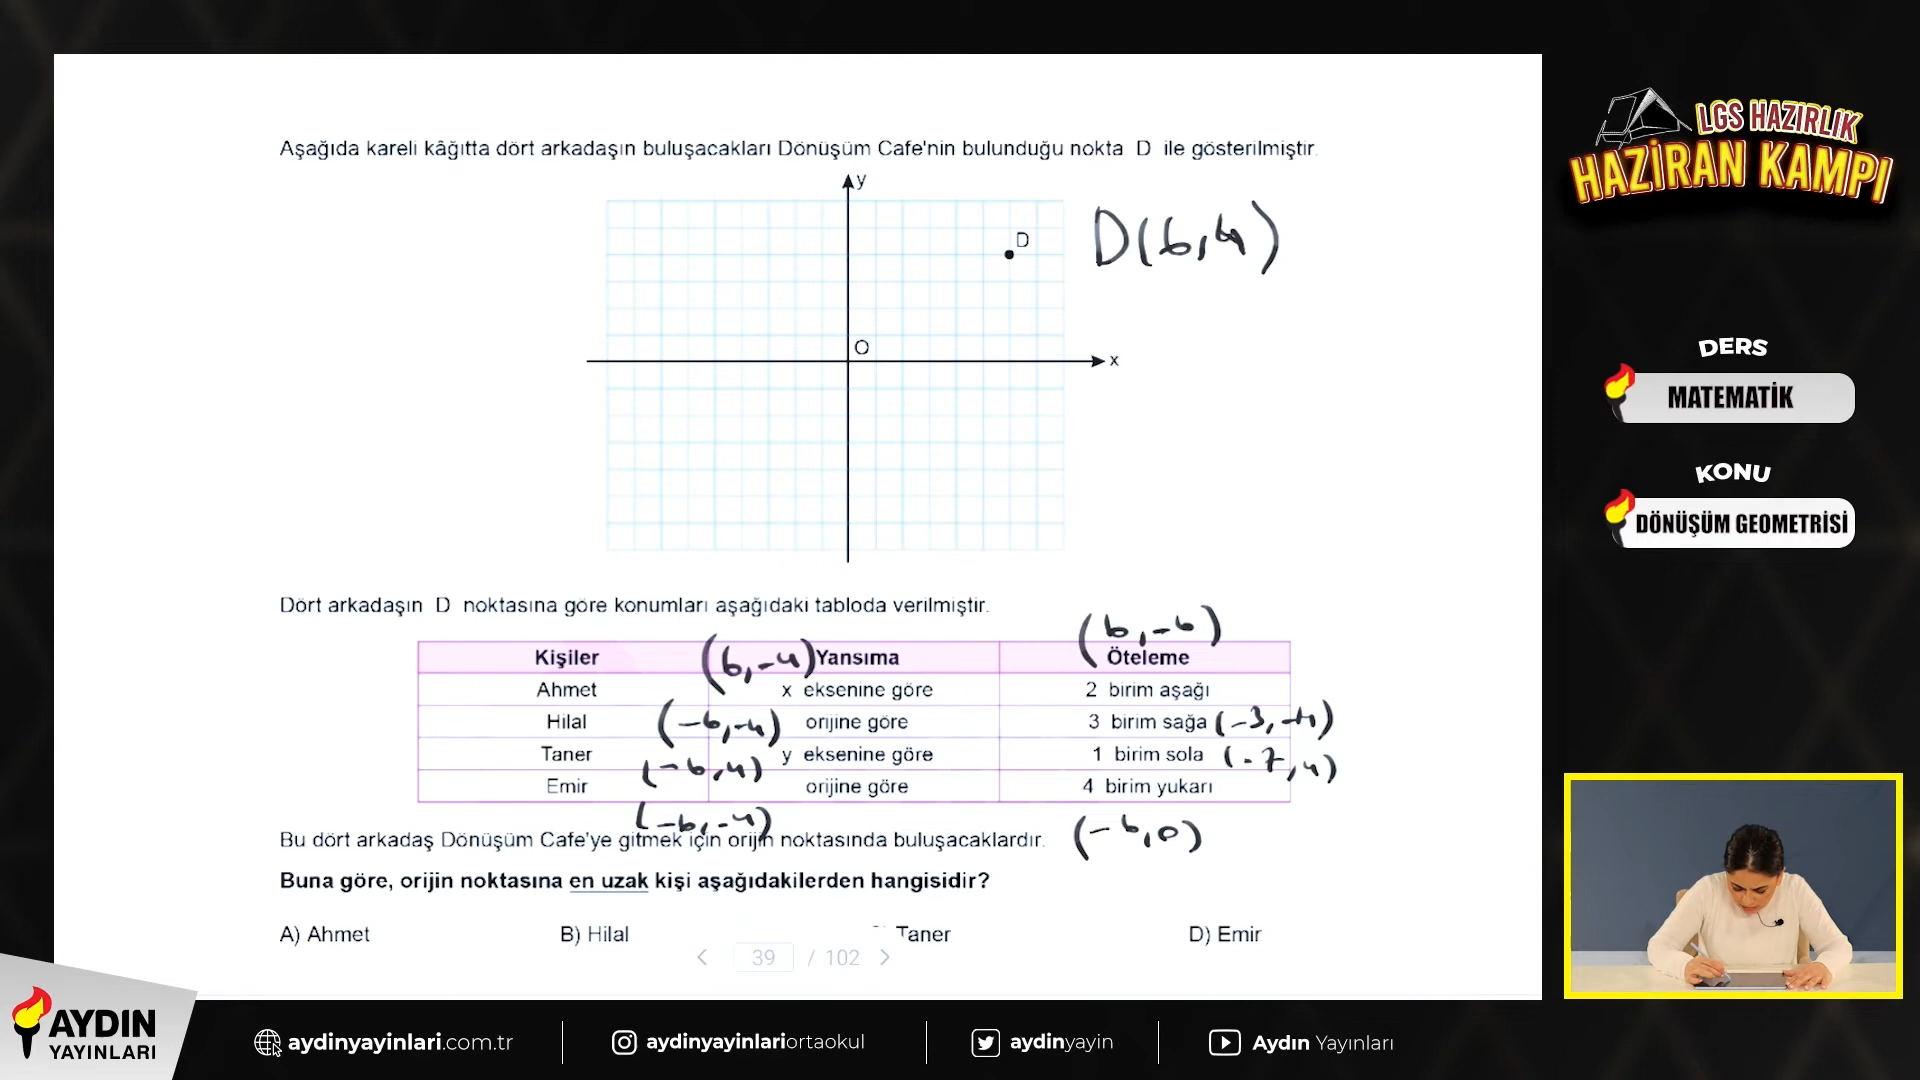 Aşağıda kareli kâğıtta dört arkadaşın buluşacakları Dönüşüm Cafe'nin bulunduğu nokta D ile gösterilmiştir.
y
D
D(6,4)
O
x
Dört arkadaşın D noktasına göre konumları aşağıdaki tabloda verilmiştir.
(6,-6)
Kişiler (6,-4) Yansıma Öteleme
Ahmet x eksenine göre 2 birim aşağı
Hilal (-6,-4) orijine göre 3 birim sağa (-3,-4)
Taner (-6,4) y eksenine göre 1 birim sola (-7,4)
Emir orijine göre 4 birim yukarı
(-6,-4) (-6,0)
Bu dört arkadaş Dönüşüm Cafe'ye gitmek için orijin noktasında buluşacaklardır.
Buna göre, orijin noktasına en uzak kişi aşağıdakilerden hangisidir?
A) Ahmet B) Hilal Taner D) Emir
39 / 102
LGS HAZIRLIK
HAZİRAN KAMPI
DERS
MATEMATİK
KONU
DÖNÜŞÜM GEOMETRİSİ
AYDIN
YAYINLARI
aydinyayinlari.com.tr
aydinyayinlariortaokul
aydinyayin
Aydın Yayınları